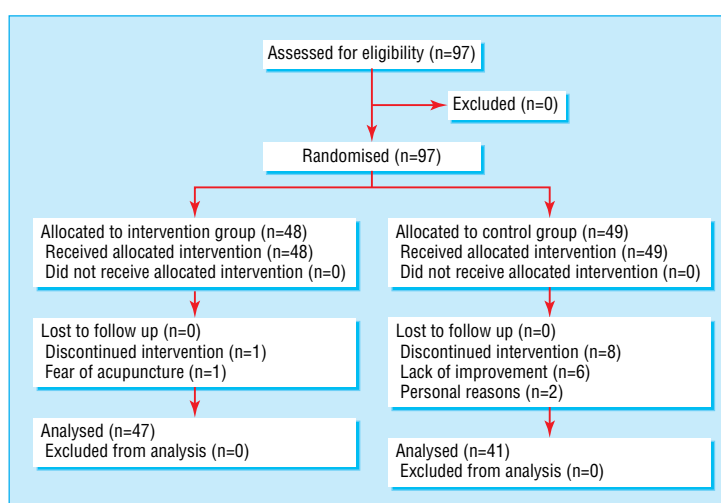 Assessed for eligibility (n=97)
Excluded (n=0)
Randomised (n=97)
Allocated to intervention group (n=48)
Received allocated intervention (n=48)
Did not receive allocated intervention (n=0)
Allocated to control group (n=49)
Received allocated intervention (n=49)
Did not receive allocated intervention (n=0)
Lost to follow up (n=0)
Discontinued intervention (n=1)
Fear of acupuncture (n=1)
Lost to follow up (n=0)
Discontinued intervention (n=8)
Lack of improvement (n=6)
Personal reasons (n=2)
Analysed (n=47)
Excluded from analysis (n=0)
Analysed (n=41)
Excluded from analysis (n=0)